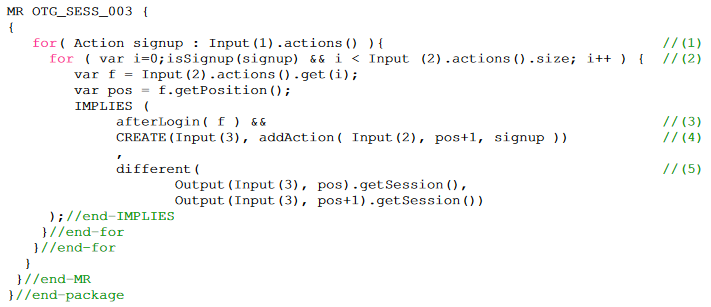 MR OTG_SESS_003 {
{
for( Action signup : Input(1).actions() ){ //(1)
for ( var i=0;isSignup(signup) && i < Input (2).actions().size; i++ ) { //(2)
var f = Input(2).actions().get(i);
var pos = f.getPosition();
IMPLIES (
afterLogin( f ) && //(3)
CREATE(Input(3), addAction( Input(2), pos+1, signup )) //(4)
,
different( //(5)
Output(Input(3), pos).getSession(),
Output(Input(3), pos+1).getSession())
);//end-IMPLIES
}//end-for
}//end-for
}
}//end-MR
}//end-package